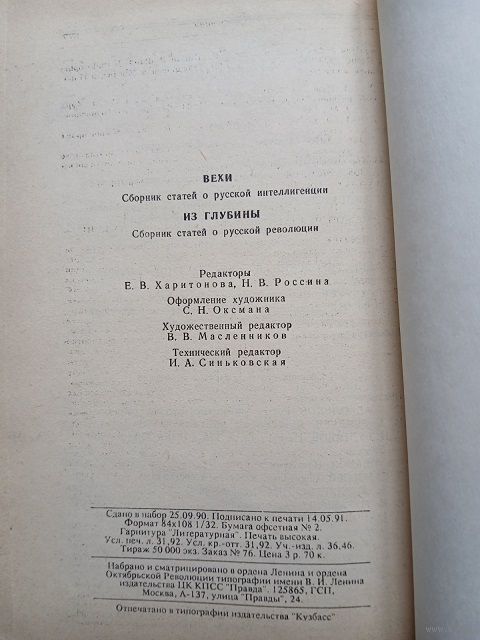 ВЕХИ
Сборник статей о русской интеллигенции
ИЗ ГЛУБИНЫ
Сборник статей о русской революции
Редакторы
Е. В. Харитонова, Н. В. Россина
Оформление художника
С. Н. Оксмана
Художественный редактор
В. В. Масленников
Технический редактор
И. А. Синьковская
Сдано в набор 25.09.90. Подписано к печати 14.05.91.
Формат 84х108 1/32. Бумага офсетная № 2.
Гарнитура "Литературная". Печать высокая.
Усл. печ. л. 31,92. Усл. кр.-отт. 31,92. Уч.-изд. л. 36,46.
Тираж 50 000 экз. Заказ № 76. Цена 3 р. 70 к.
Набрано и сматрицировано в ордена Ленина и ордена
Октябрьской Революции типографии имени В. И. Ленина
издательства ЦК КПСС "Правда". 125865, ГСП,
Москва, А-137, улица "Правды", 24.
Отпечатано в типографии издательства "Кузбасс"